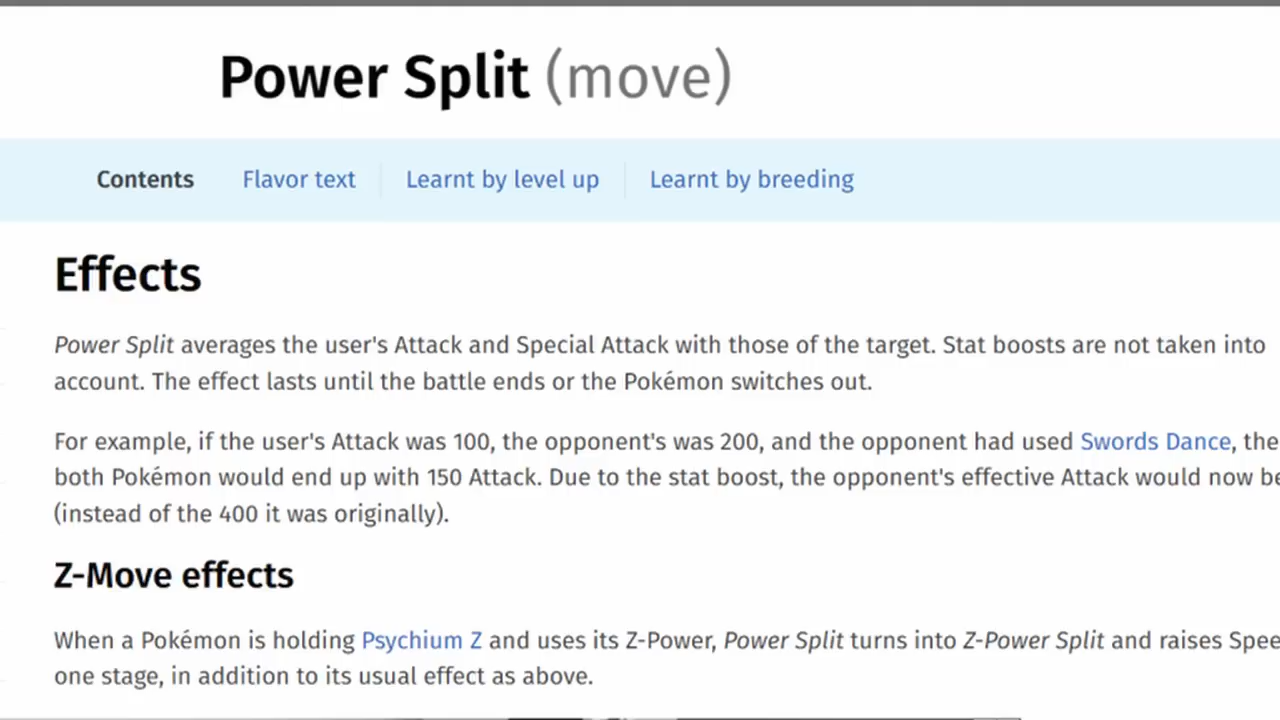 Power Split (move)
Contents Flavor text Learnt by level up Learnt by breeding
Effects
Power Split averages the user's Attack and Special Attack with those of the target. Stat boosts are not taken into
account. The effect lasts until the battle ends or the Pokémon switches out.
For example, if the user's Attack was 100, the opponent's was 200, and the opponent had used Swords Dance, the
both Pokémon would end up with 150 Attack. Due to the stat boost, the opponent's effective Attack would now be
(instead of the 400 it was originally).
Z-Move effects
When a Pokémon is holding Psychium Z and uses its Z-Power, Power Split turns into Z-Power Split and raises Spee
one stage, in addition to its usual effect as above.